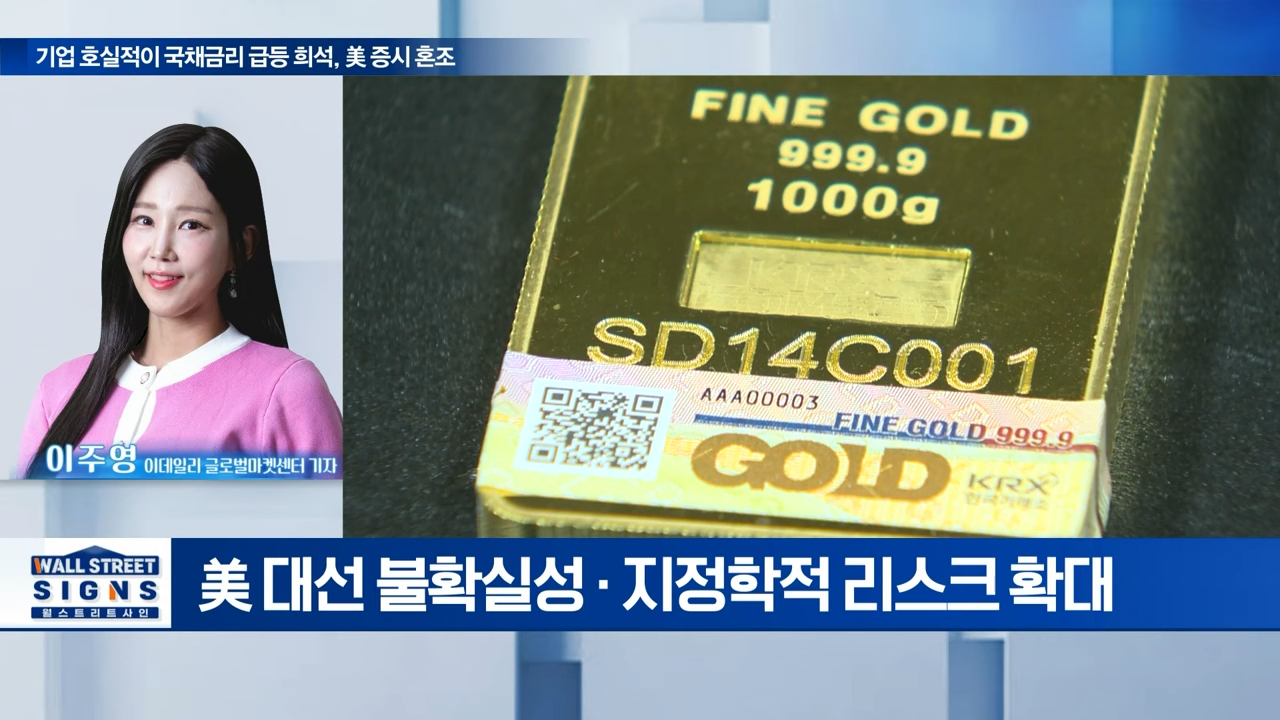 기업 호실적이 국채금리 급등 희석, 美 증시 혼조
FINE GOLD
999.9
1000g
SD14C001
AAA00003
FINE GOLD 999.9
GOLD
KRX
한국거래소
이주영 이데일리 글로벌마켓센터 기자
WALL STREET
SIGNS
월스트리트사인
美 대선 불확실성 · 지정학적 리스크 확대